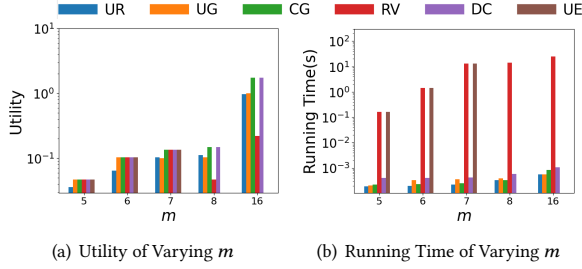 UR UG CG RV DC UE
10^1
10^0
10^-1
Utility
5 6 7 8 16
m
10^2
10^1
10^0
10^-1
10^-2
10^-3
Running Time(s)
5 6 7 8 16
m
(a) Utility of Varying m
(b) Running Time of Varying m